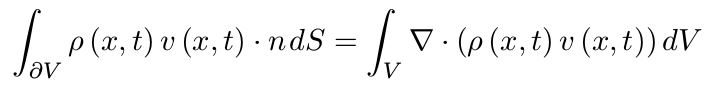 ∫_{∂V} ρ (x, t) v (x, t) · n dS = ∫_V ∇ · (ρ (x, t) v (x, t)) dV